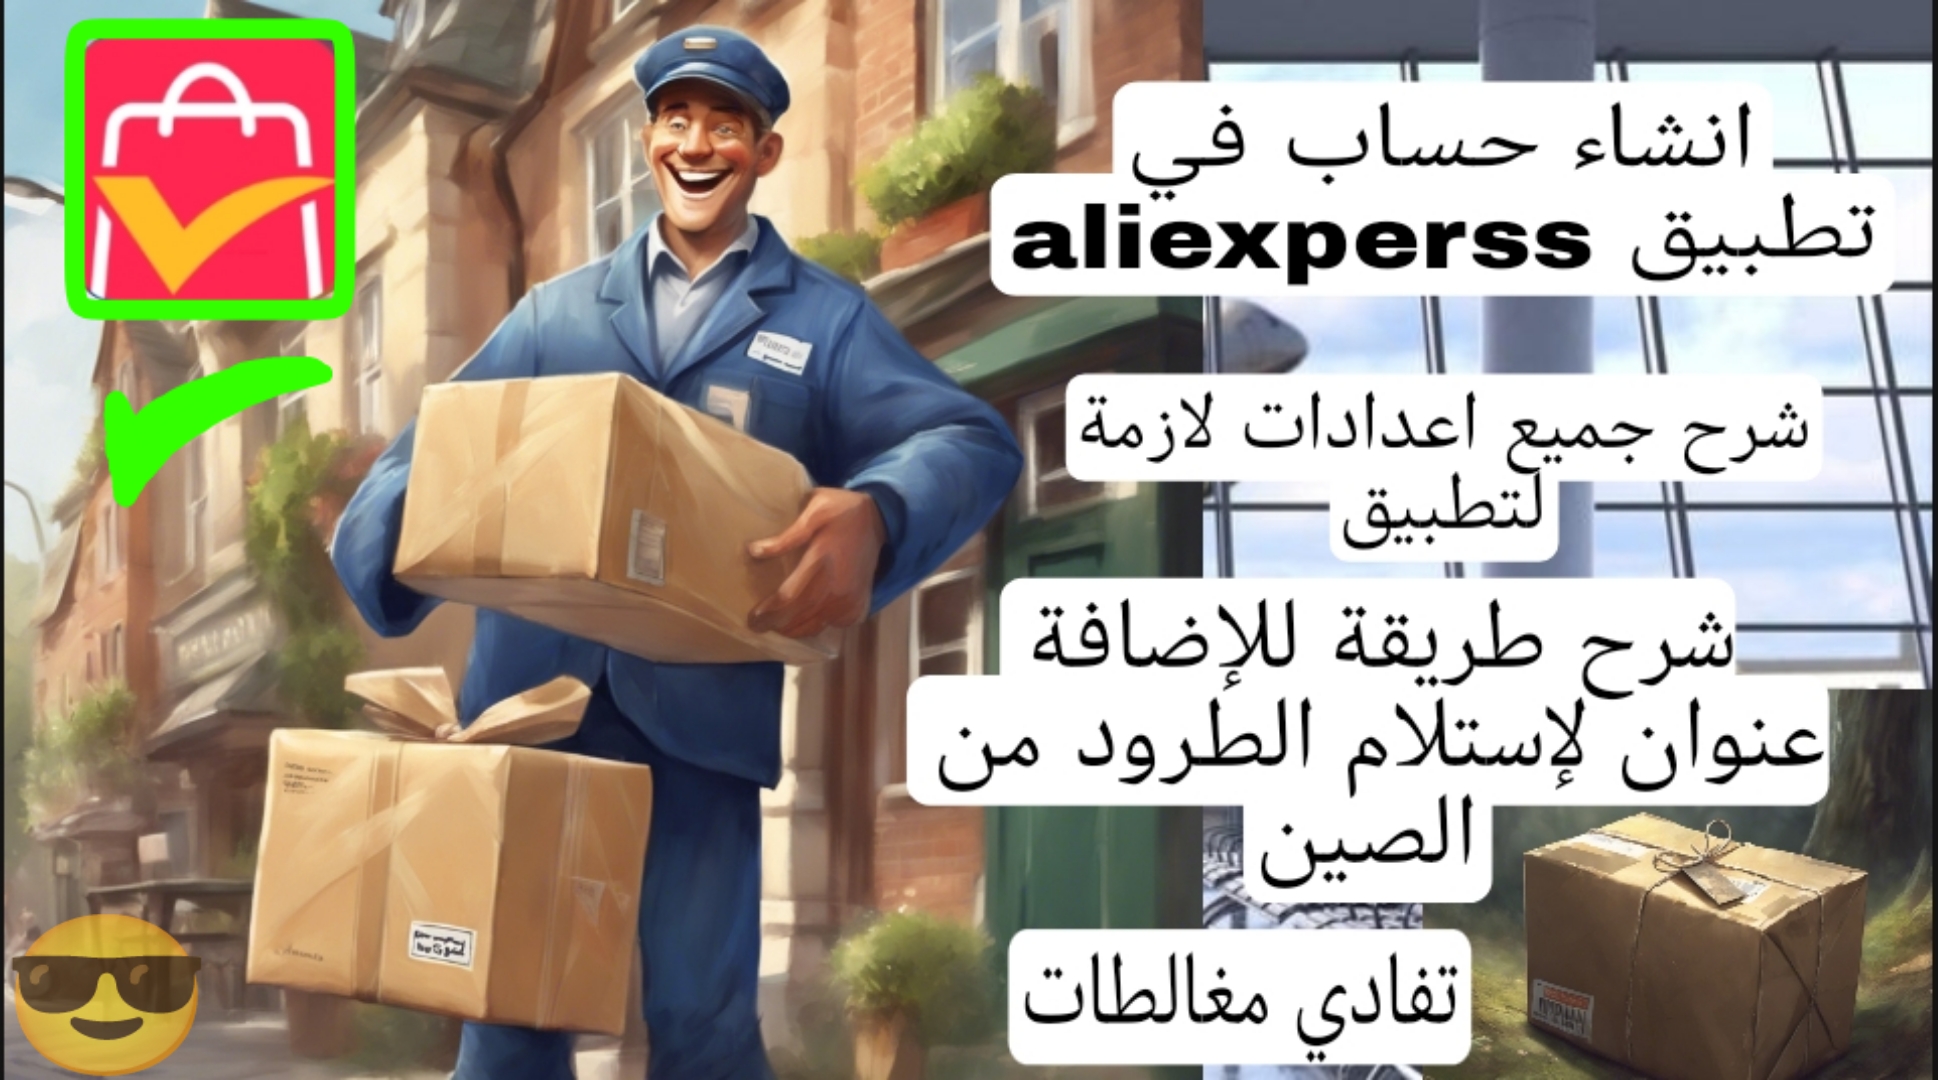 انشاء حساب في
تطبيق aliexperss
شرح جميع اعدادات لازمة
لتطبيق
شرح طريقة للإضافة
عنوان لإستلام الطرود من
الصين
تفادي مغالطات